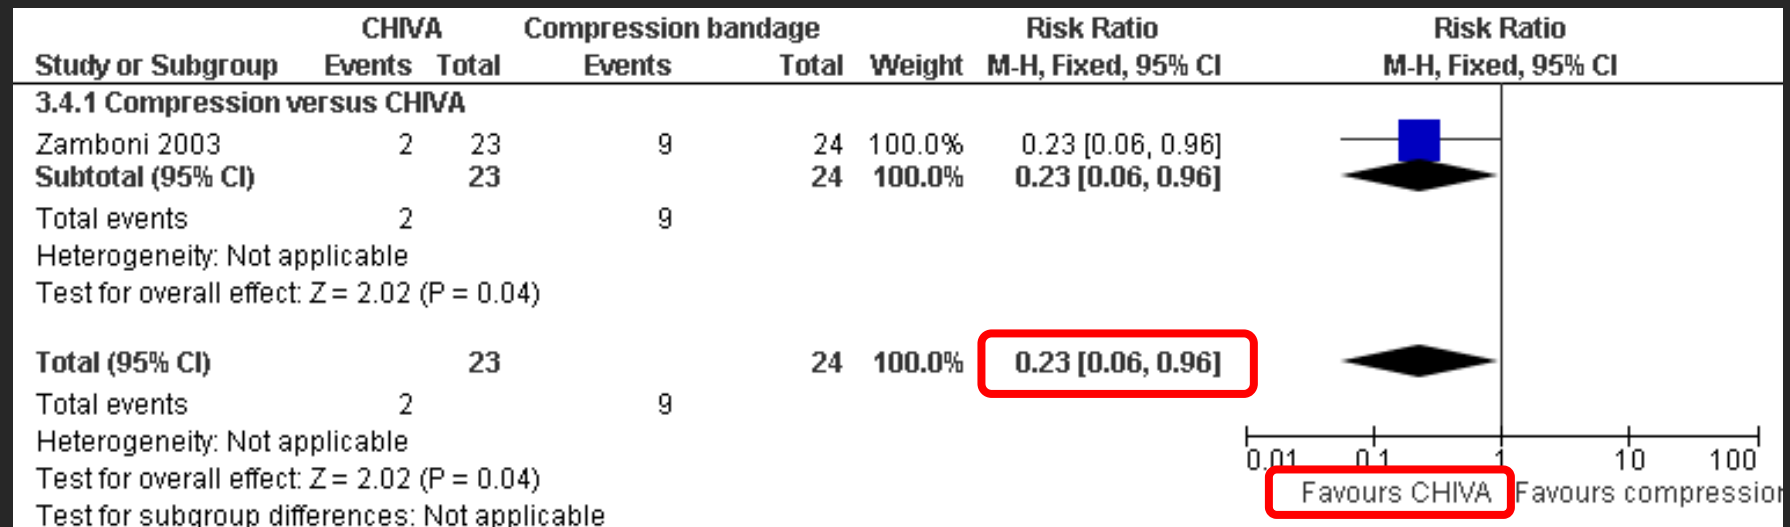 CHIVA Compression bandage Risk Ratio Risk Ratio
Study or Subgroup Events Total Events Total Weight M-H, Fixed, 95% CI M-H, Fixed, 95% CI
3.4.1 Compression versus CHIVA
Zamboni 2003 2 23 9 24 100.0% 0.23 [0.06, 0.96]
Subtotal (95% CI) 23 24 100.0% 0.23 [0.06, 0.96]
Total events 2 9
Heterogeneity: Not applicable
Test for overall effect: Z = 2.02 (P = 0.04)
Total (95% CI) 23 24 100.0% 0.23 [0.06, 0.96]
Total events 2 9
Heterogeneity: Not applicable
Test for overall effect: Z = 2.02 (P = 0.04)
Test for subgroup differences: Not applicable
0.01 0.1 1 10 100
Favours CHIVA Favours compression